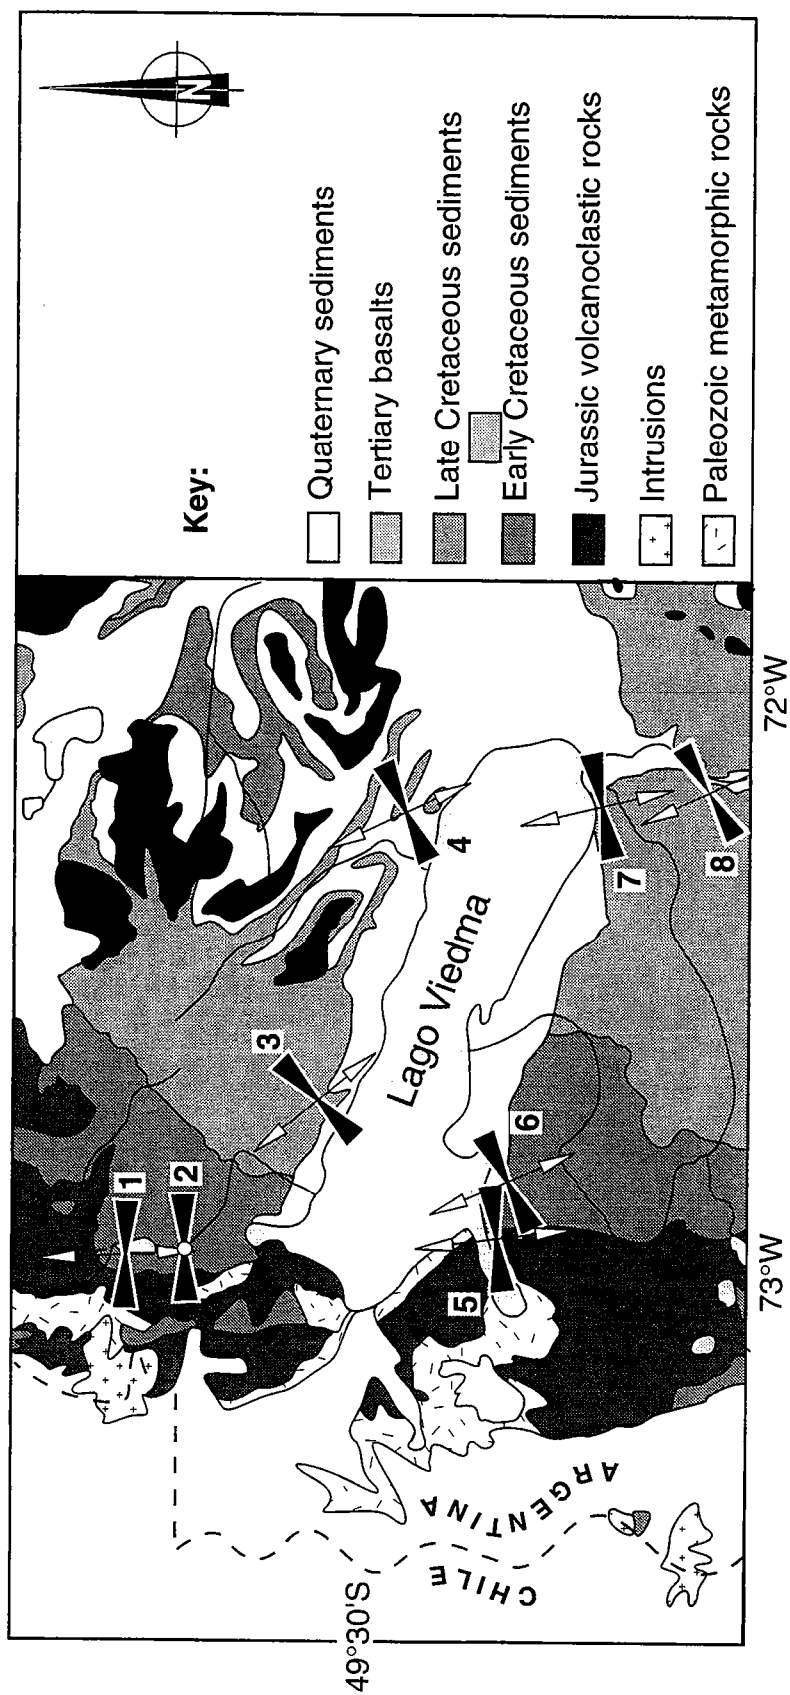 N
Key:
Quaternary sediments
Tertiary basalts
Late Cretaceous sediments
Early Cretaceous sediments
Jurassic volcanoclastic rocks
Intrusions
Paleozoic metamorphic rocks
1
2
3
4
5
6
7
8
Lago Viedma
ARGENTINA
CHILE
49°30'S
73°W
72°W